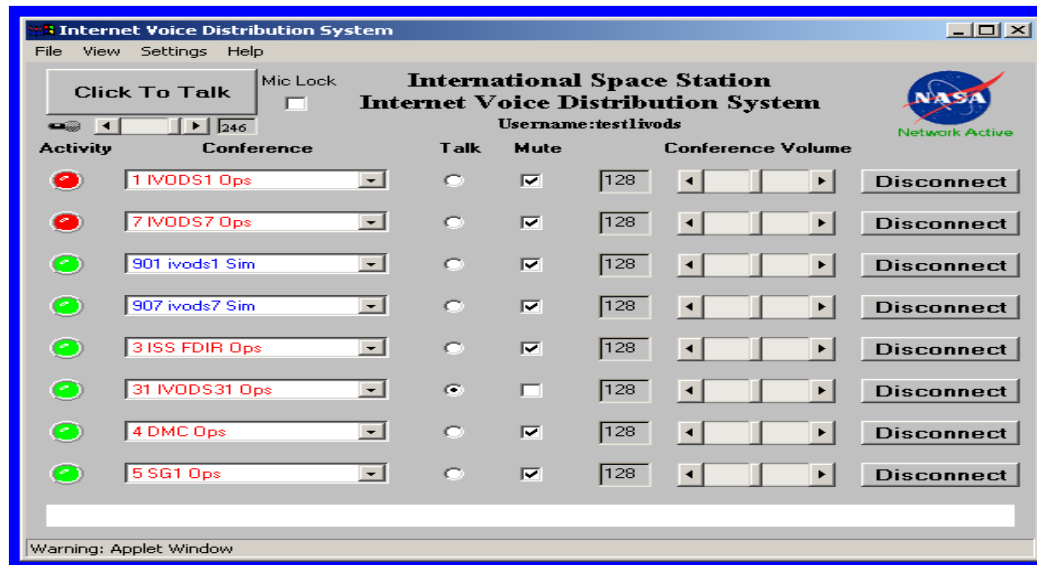 Internet Voice Distribution System
File View Settings Help
Click To Talk
Mic Lock
246
International Space Station
Internet Voice Distribution System
Username:test1ivods
NASA
Network Active
Activity Conference Talk Mute Conference Volume
1 IVODS1 Ops 128 Disconnect
7 IVODS7 Ops 128 Disconnect
901 ivods1 Sim 128 Disconnect
907 ivods7 Sim 128 Disconnect
3 ISS FDIR Ops 128 Disconnect
31 IVODS31 Ops 128 Disconnect
4 DMC Ops 128 Disconnect
5 SG1 Ops 128 Disconnect
Warning: Applet Window